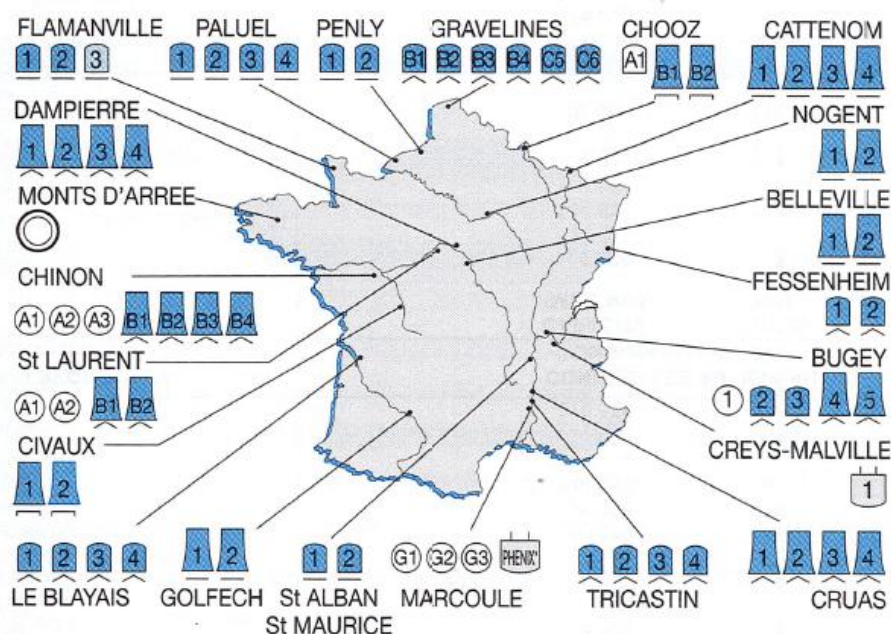 FLAMANVILLE PALUEL PENLY GRAVELINES CHOOZ CATTENOM
1 2 3 1 2 3 4 1 2 B1 B2 B3 B4 C5 C6 A1 B1 B2 1 2 3 4
DAMPIERRE NOGENT
1 2 3 4 1 2
MONTS D'ARREE BELLEVILLE
1 2
CHINON FESSENHEIM
A1 A2 A3 B1 B2 B3 B4 1 2
St LAURENT BUGEY
A1 A2 B1 B2 1 2 3 4 5
CIVAUX CREYS-MALVILLE
1 2 1
1 2 3 4 1 2 1 2 G1 G2 G3 PHENIX* 1 2 3 4 1 2 3 4
LE BLAYAIS GOLFECH St ALBAN MARCOULE TRICASTIN CRUAS
St MAURICE